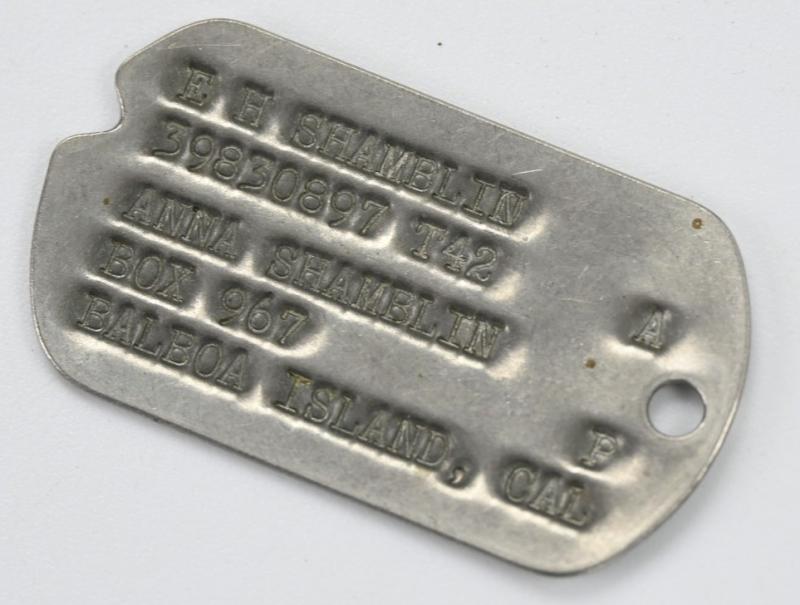 E H SHAMBLIN
39830897 T42
ANNA SHAMBLIN
BOX 967 A
BALBOA ISLAND, CAL P